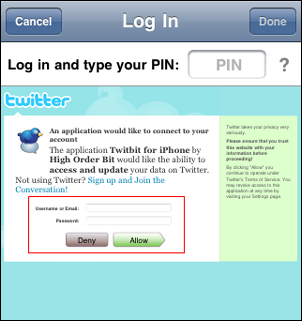 Cancel Log In Done
Log in and type your PIN: PIN ?
twitter
An application would like to connect to your
account
The application Twitbit for iPhone by
High Order Bit would like the ability to
access and update your data on Twitter.
Not using Twitter? Sign up and Join the
Conversation!
Username or Email:
Password:
Deny Allow
Twitter takes your privacy very
seriously.
Please ensure that you
trust this website with your
information before
proceeding!
By clicking "Allow" you
continue to operate under
Twitter's Terms of Service. You
may revoke access to this
application at any time by
visiting your Settings page.